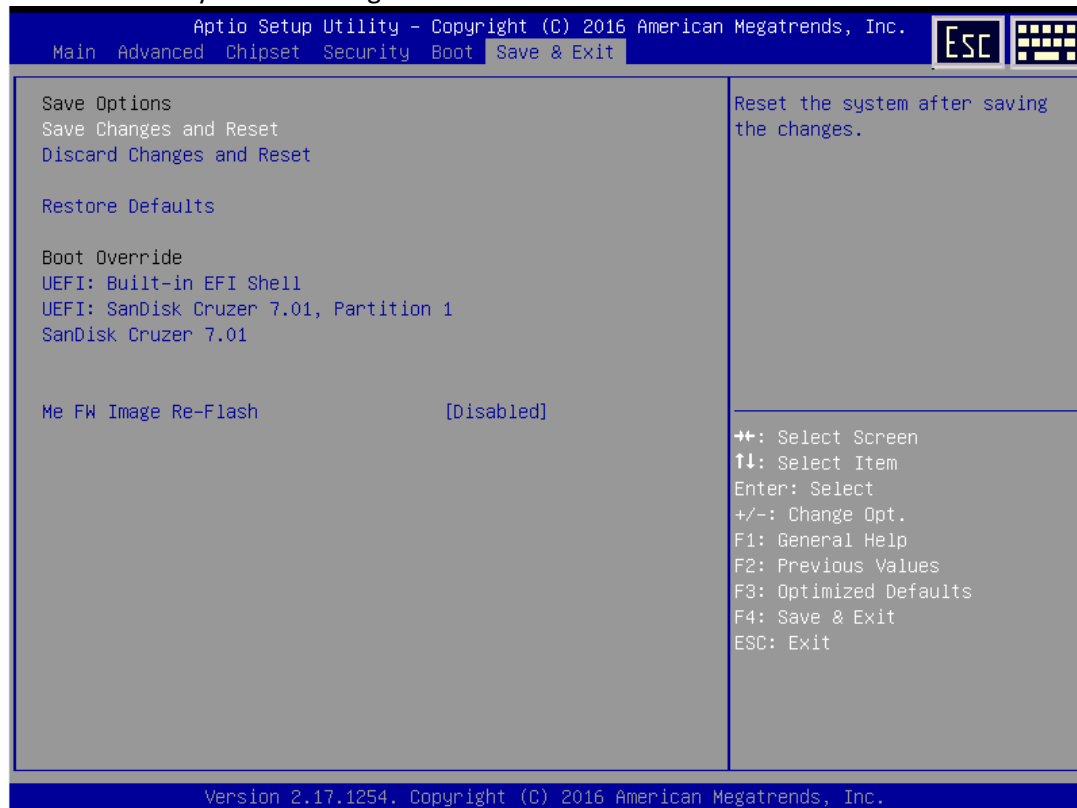 Aptio Setup Utility – Copyright (C) 2016 American Megatrends, Inc.
Main Advanced Chipset Security Boot Save & Exit
Esc
Save Options
Save Changes and Reset
Discard Changes and Reset
Restore Defaults
Boot Override
UEFI: Built-in EFI Shell
UEFI: SanDisk Cruzer 7.01, Partition 1
SanDisk Cruzer 7.01
Me FW Image Re-Flash [Disabled]
Reset the system after saving
the changes.
→←: Select Screen
↑↓: Select Item
Enter: Select
+/-: Change Opt.
F1: General Help
F2: Previous Values
F3: Optimized Defaults
F4: Save & Exit
ESC: Exit
Version 2.17.1254. Copyright (C) 2016 American Megatrends, Inc.